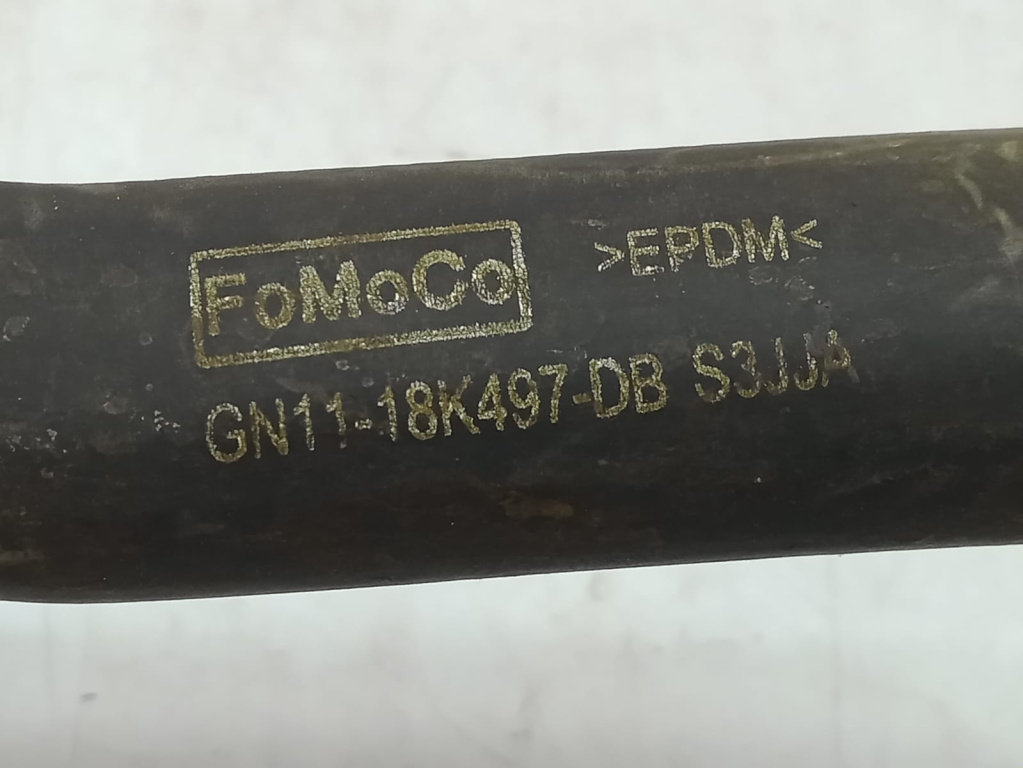 FoMoCo
>EPDM<
GN11-18K497-DB S3JJA